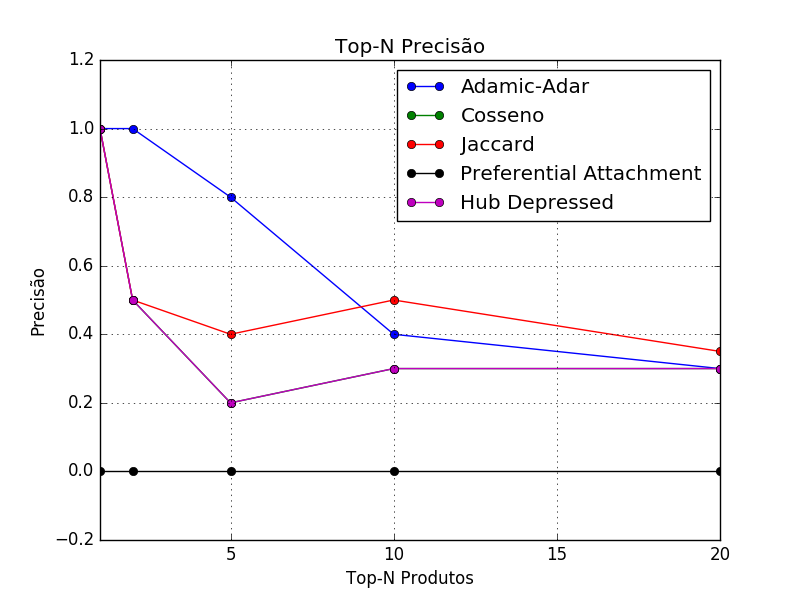 Top-N Precisão
1.2
1.0
0.8
0.6
0.4
0.2
0.0
−0.2
Precisão
Adamic-Adar
Cosseno
Jaccard
Preferential Attachment
Hub Depressed
5
10
15
20
Top-N Produtos